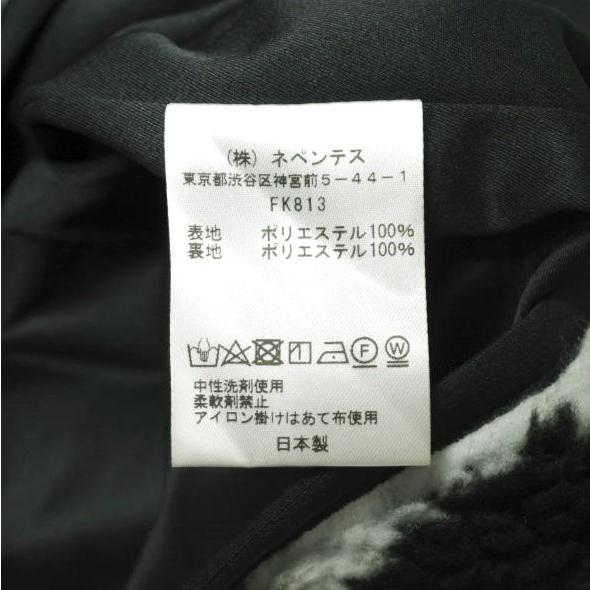 (株) ネペンテス
東京都渋谷区神宮前5-44-1
FK813
表地 ポリエステル100%
裏地 ポリエステル100%
F W
中性洗剤使用
柔軟剤禁止
アイロン掛けはあて布使用
日本製